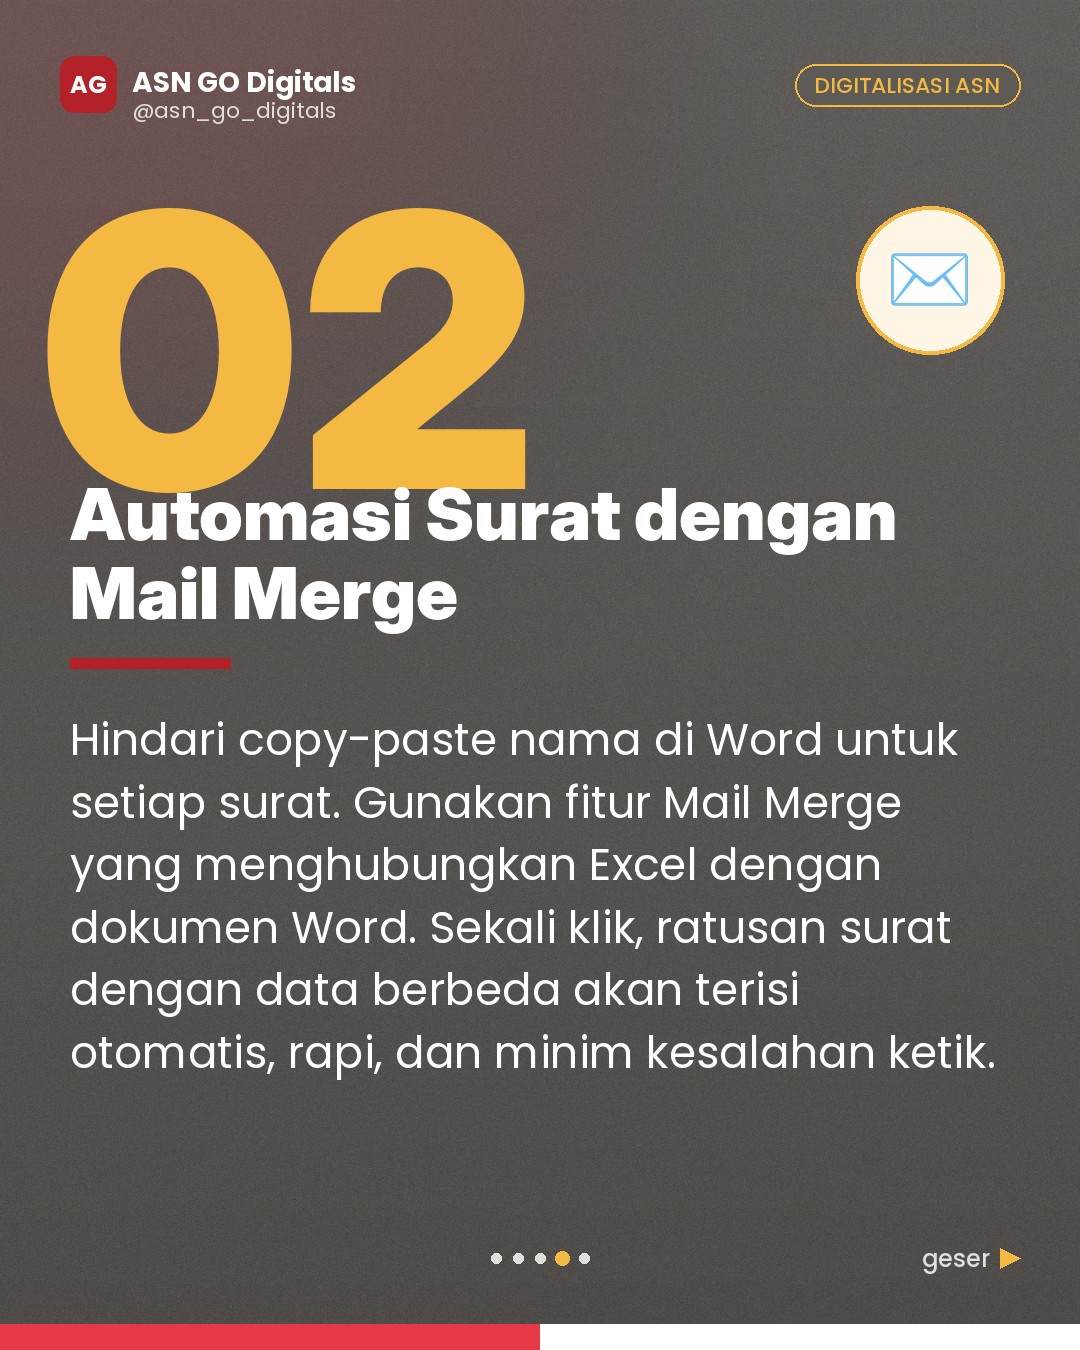 AG
ASN GO Digitals
@asn_go_digitals
DIGITALISASI ASN
02
Automasi Surat dengan
Mail Merge
Hindari copy-paste nama di Word untuk
setiap surat. Gunakan fitur Mail Merge
yang menghubungkan Excel dengan
dokumen Word. Sekali klik, ratusan surat
dengan data berbeda akan terisi
otomatis, rapi, dan minim kesalahan ketik.
geser